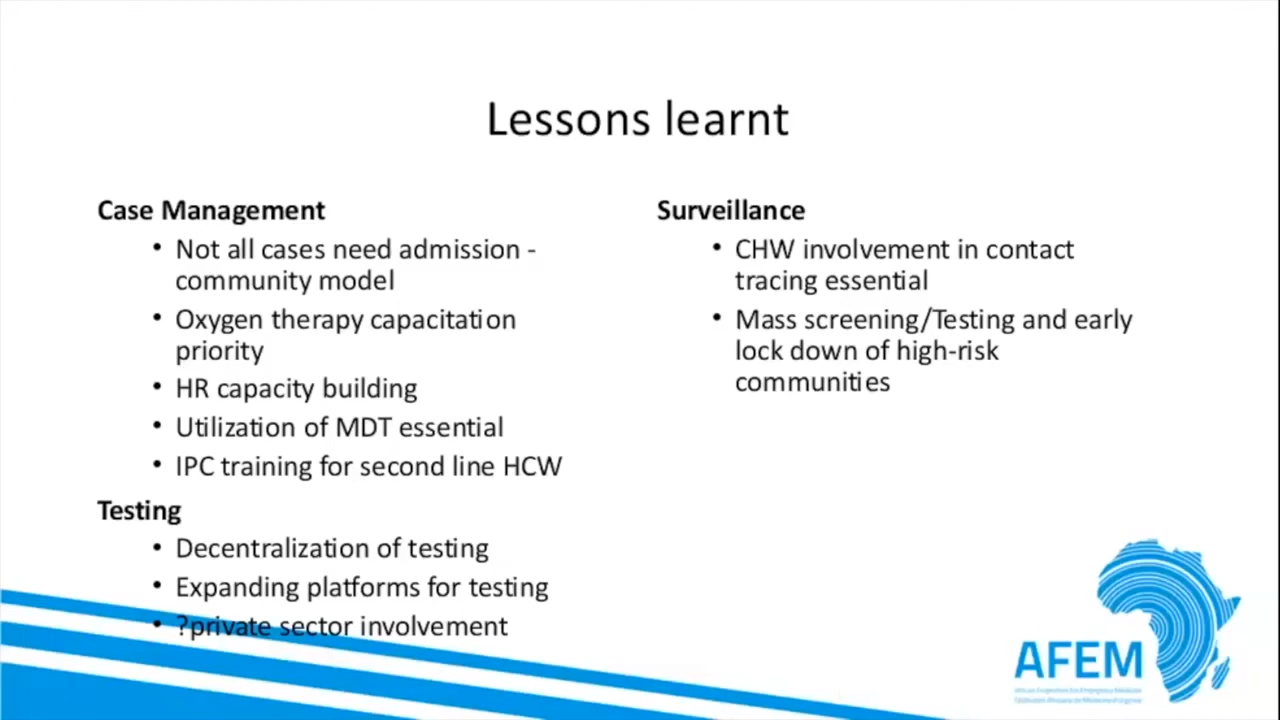 Lessons learnt
Case Management
• Not all cases need admission -
community model
• Oxygen therapy capacitation
priority
• HR capacity building
• Utilization of MDT essential
• IPC training for second line HCW
Testing
• Decentralization of testing
• Expanding platforms for testing
• ?private sector involvement
Surveillance
• CHW involvement in contact
tracing essential
• Mass screening/Testing and early
lock down of high-risk
communities
AFEM